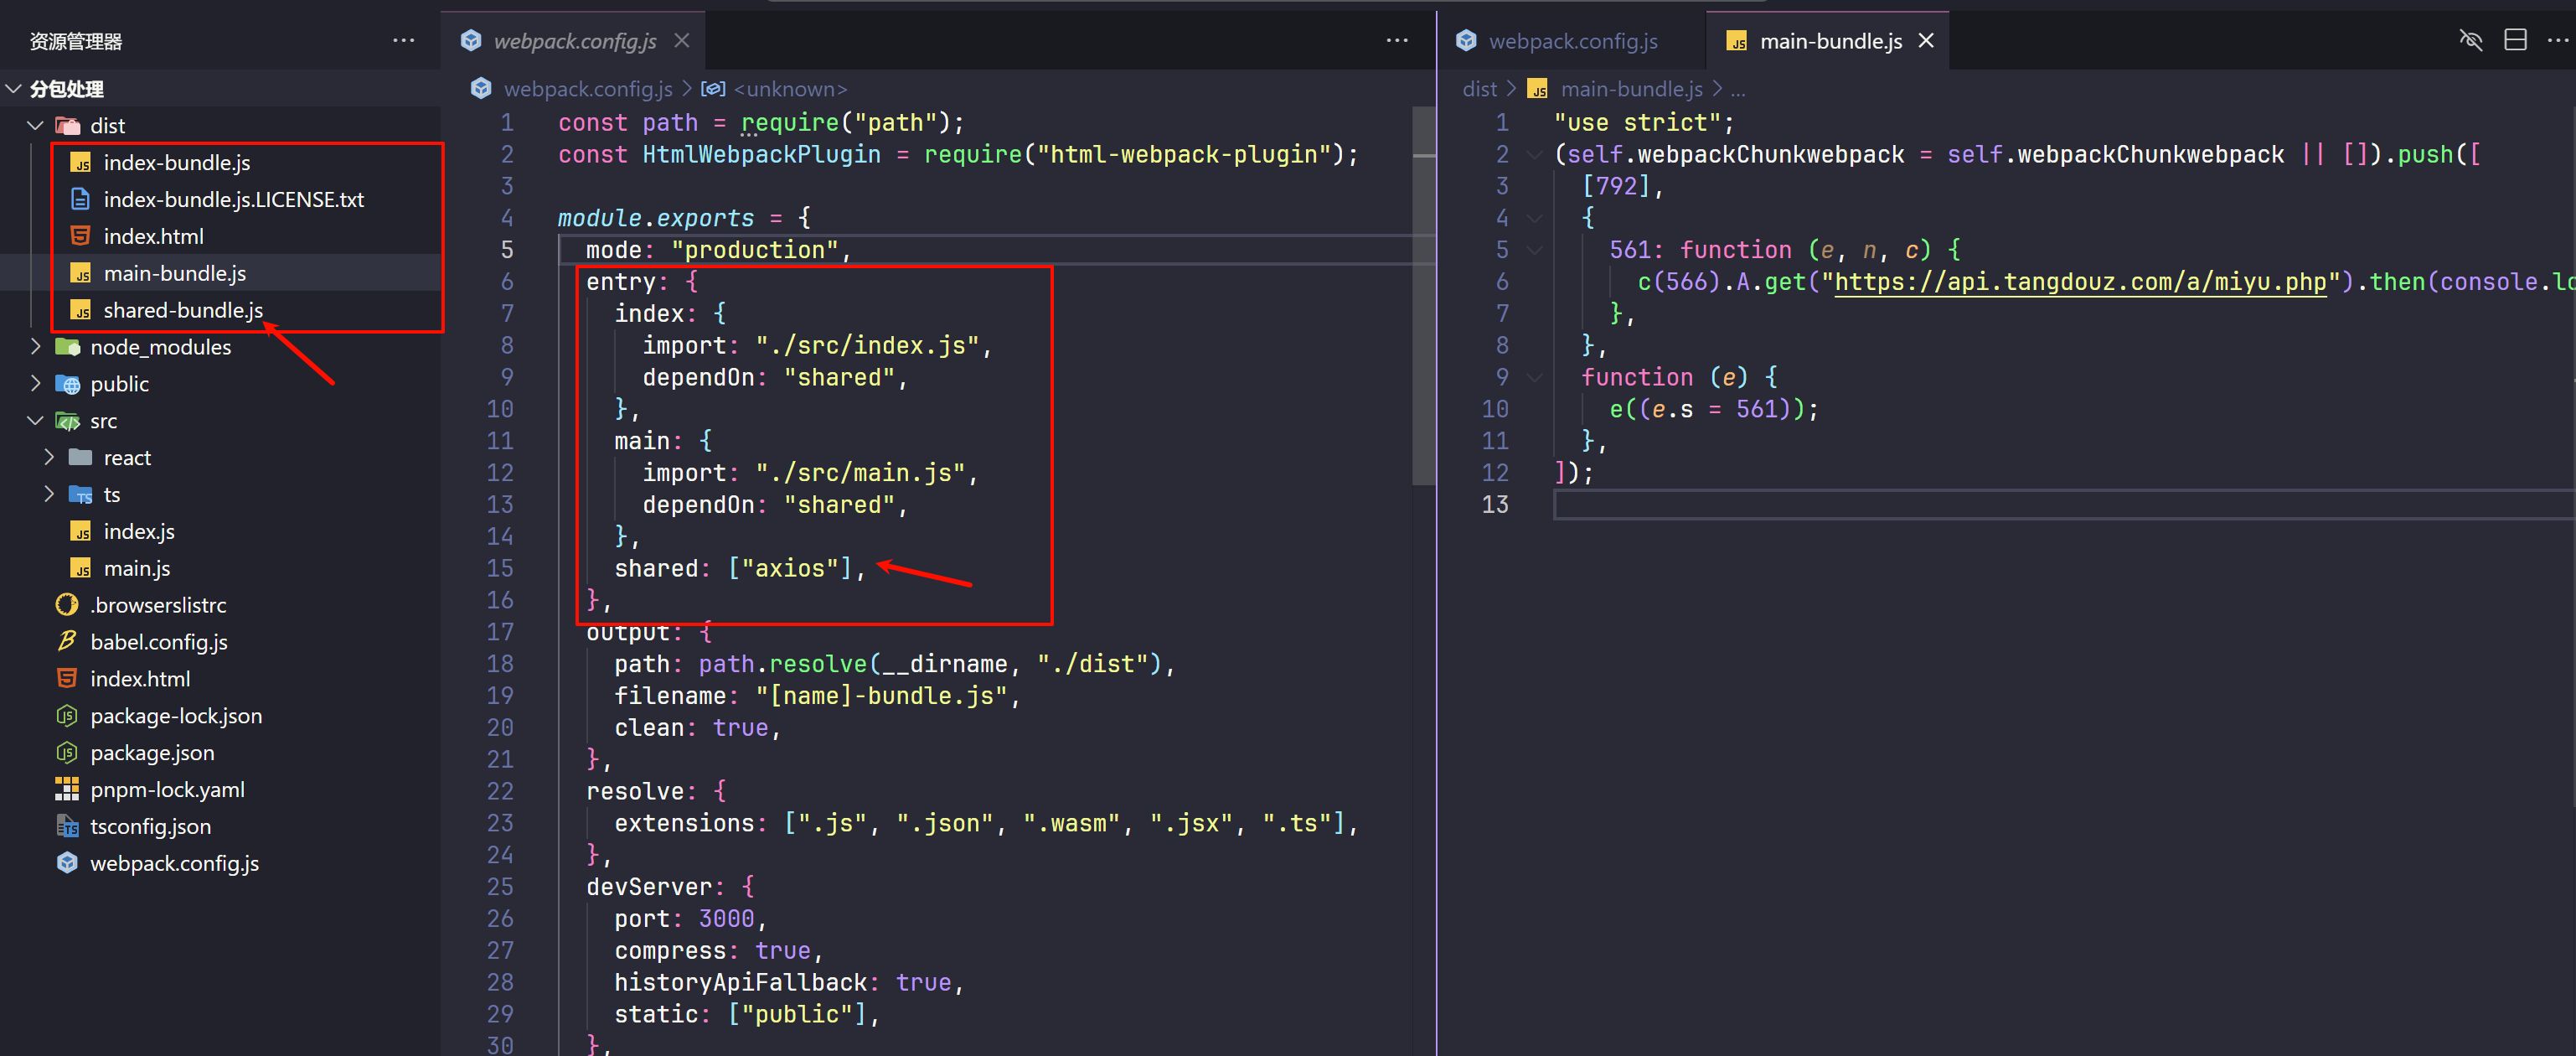 资源管理器
分包处理
dist
index-bundle.js
index-bundle.js.LICENSE.txt
index.html
main-bundle.js
shared-bundle.js
node_modules
public
src
react
ts
index.js
main.js
.browserslistrc
babel.config.js
index.html
package-lock.json
package.json
pnpm-lock.yaml
tsconfig.json
webpack.config.js
webpack.config.js
webpack.config.js > <unknown>
1 const path = require("path");
2 const HtmlWebpackPlugin = require("html-webpack-plugin");
3
4 module.exports = {
5 mode: "production",
6 entry: {
7 index: {
8 import: "./src/index.js",
9 dependOn: "shared",
10 },
11 main: {
12 import: "./src/main.js",
13 dependOn: "shared",
14 },
15 shared: ["axios"],
16 },
17 output: {
18 path: path.resolve(__dirname, "./dist"),
19 filename: "[name]-bundle.js",
20 clean: true,
21 },
22 resolve: {
23 extensions: [".js", ".json", ".wasm", ".jsx", ".ts"],
24 },
25 devServer: {
26 port: 3000,
27 compress: true,
28 historyApiFallback: true,
29 static: ["public"],
30 },
webpack.config.js main-bundle.js
dist > main-bundle.js > ...
1 "use strict";
2 (self.webpackChunkwebpack = self.webpackChunkwebpack || []).push([
3 [792],
4 {
5 561: function (e, n, c) {
6 c(566).A.get("https://api.tangdouz.com/a/miyu.php").then(console.lo
7 },
8 },
9 function (e) {
10 e((e.s = 561));
11 },
12 ]);
13